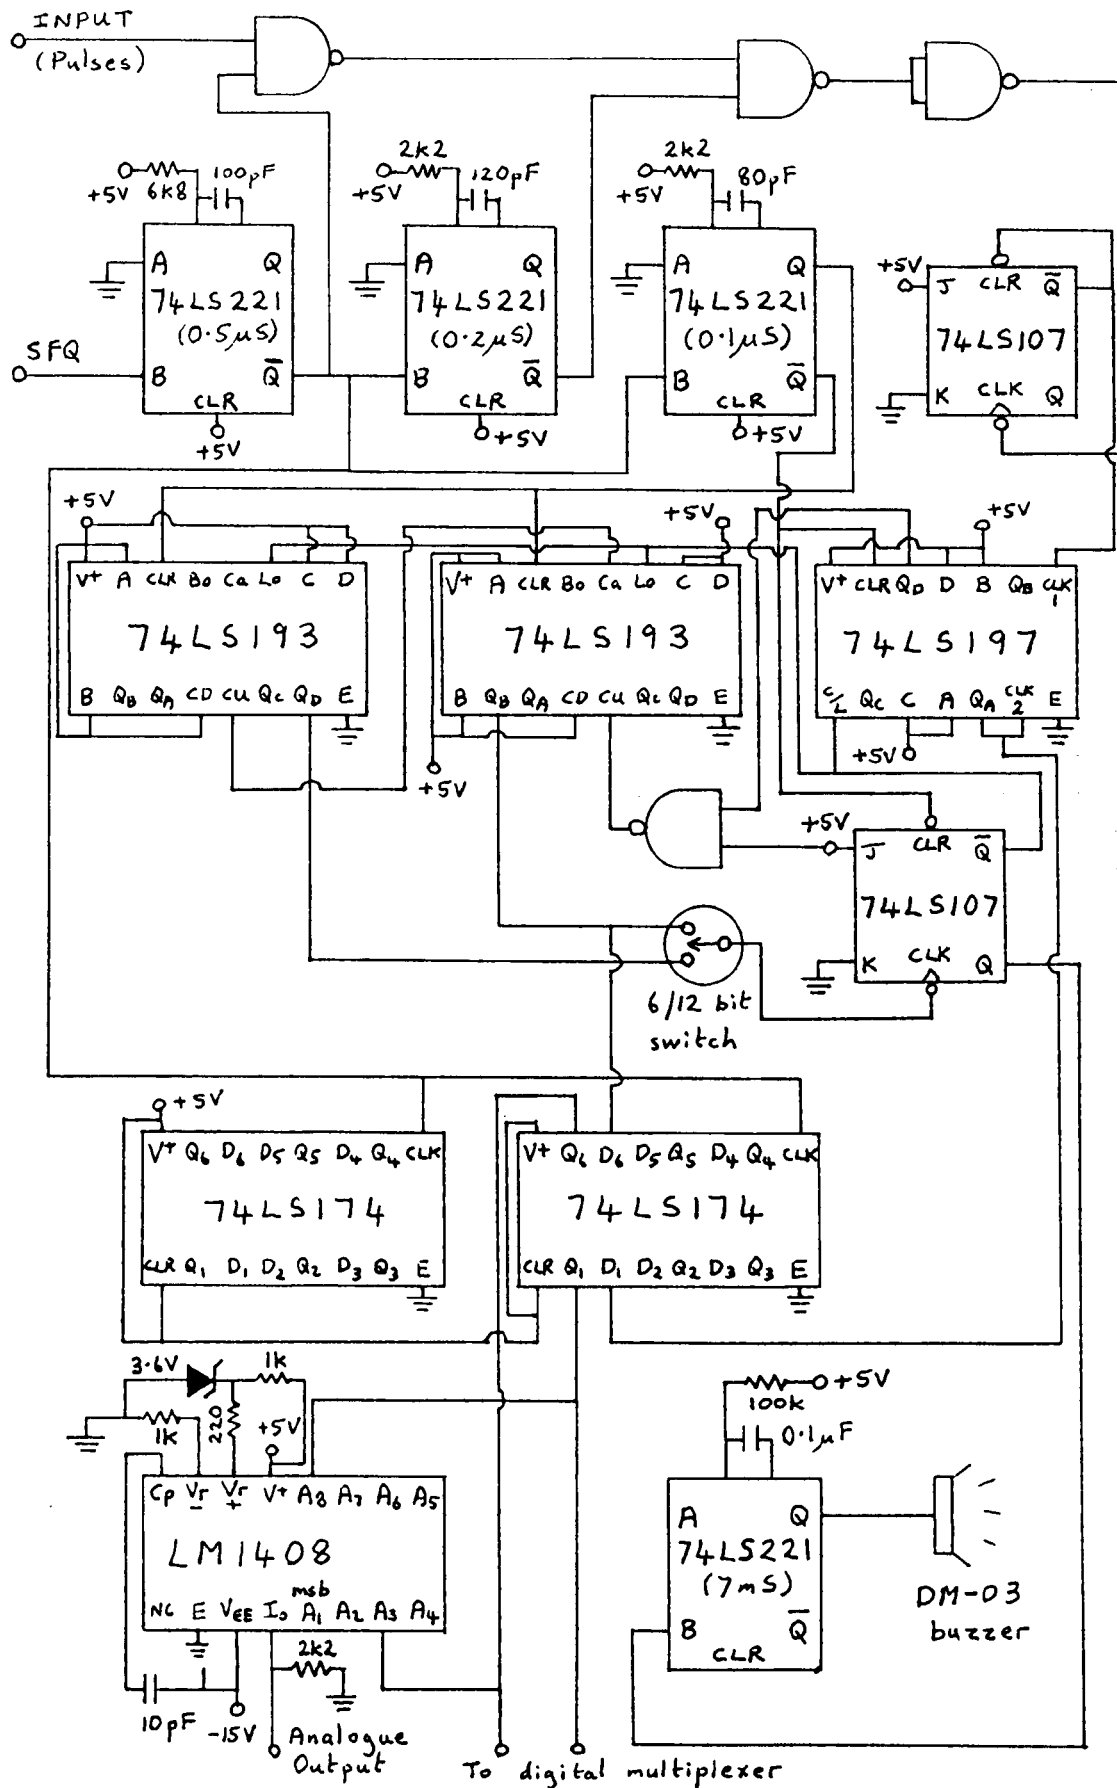 INPUT
(Pulses)
+5V 6k8 100pF
2k2 120pF
+5V
2k2 80pF
+5V
A Q
74LS221
(0.5µS)
B Q̅
CLR
+5V
SFQ
A Q
74LS221
(0.2µS)
B Q̅
CLR
+5V
A Q
74LS221
(0.1µS)
B Q̅
CLR
+5V
+5V
J CLR Q̅
74LS107
K CLK Q
+5V
V+ A CLR Bo Ca Lo C D
74LS193
B QB QA CD CU QC QD E
+5V
V+ A CLR Bo Ca Lo C D
74LS193
B QB QA CD CU QC QD E
+5V
+5V
V+ CLR QD D B QB CLK 1
74LS197
C/L QC C A QA CLK 2 E
+5V
+5V
J CLR Q̅
74LS107
K CLK Q
6/12 bit
switch
+5V
V+ Q6 D6 D5 Q5 D4 Q4 CLK
74LS174
CLR Q1 D1 D2 Q2 D3 Q3 E
V+ Q6 D6 D5 Q5 D4 Q4 CLK
74LS174
CLR Q1 D1 D2 Q2 D3 Q3 E
3.6V 1k
1k 220 +5V
Cp Vr- Vr+ V+ A8 A7 A6 A5
LM1408
msb
NC E VEE Io A1 A2 A3 A4
2k2
10pF -15V
Analogue
Output
To digital multiplexer
100k +5V
0.1µF
A Q
74LS221
(7mS)
B Q̅
CLR
DM-03
buzzer